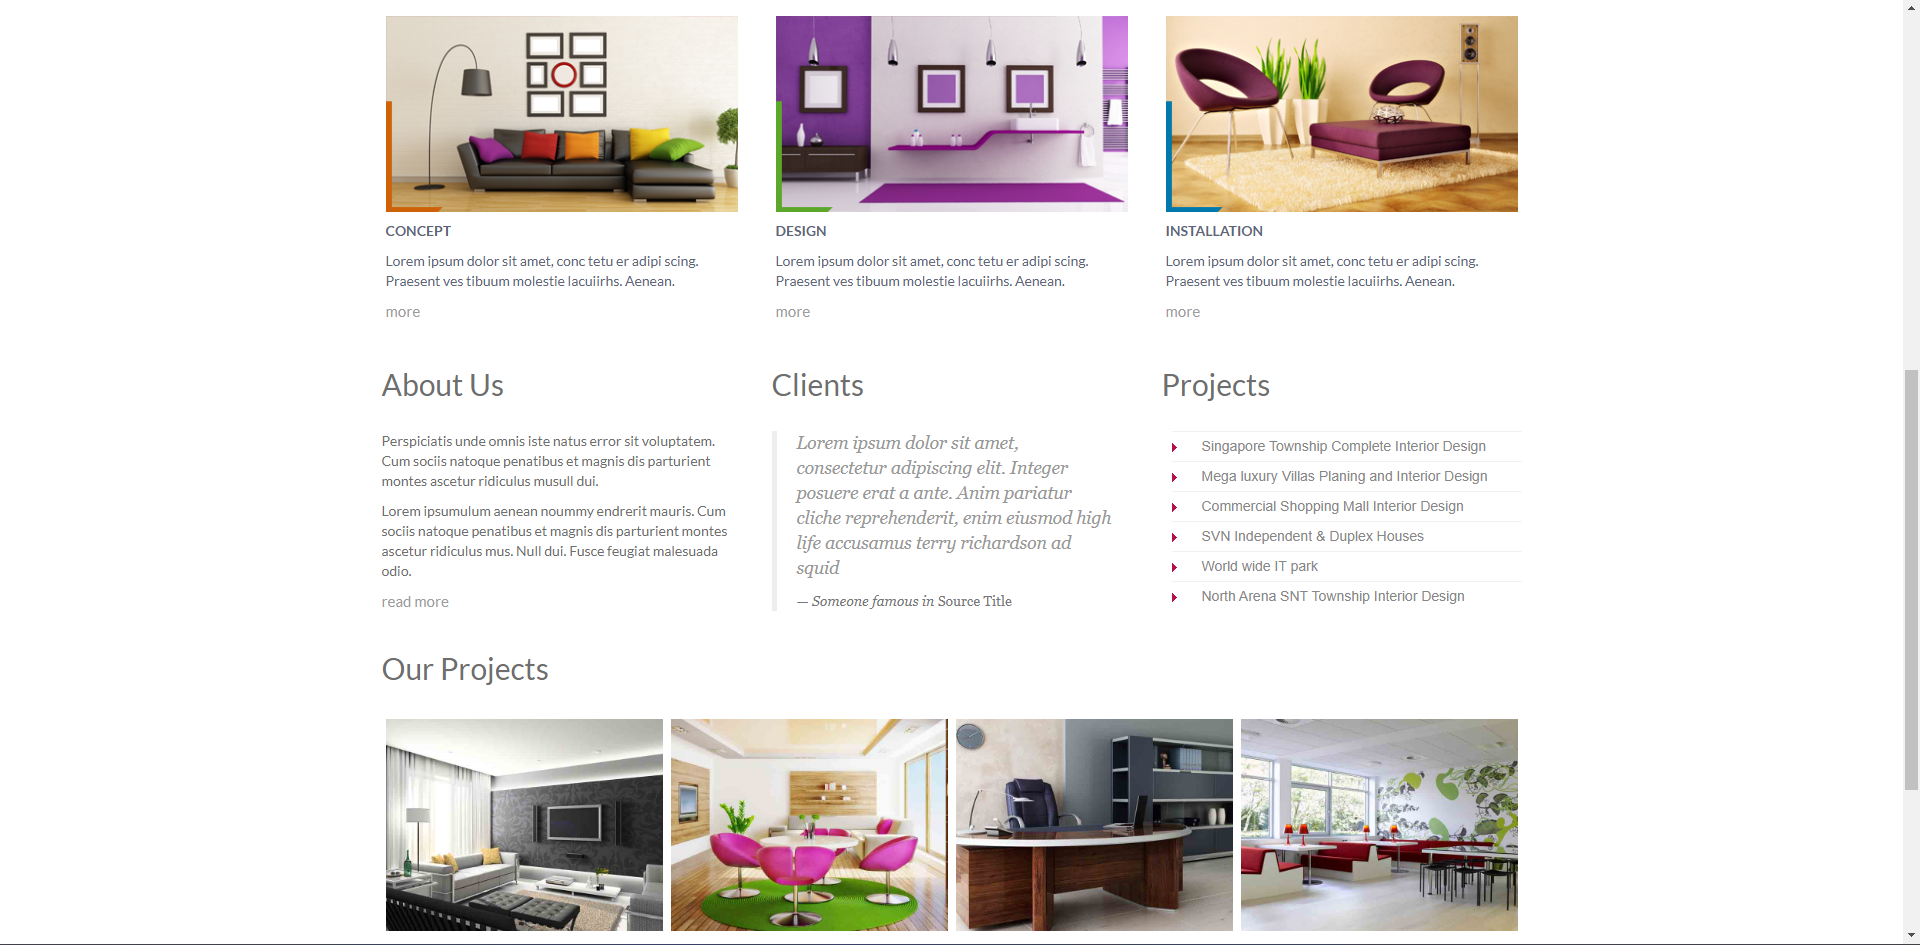 CONCEPT
Lorem ipsum dolor sit amet, conc tetu er adipi scing.
Praesent ves tibuum molestie lacuiirhs. Aenean.
more
DESIGN
Lorem ipsum dolor sit amet, conc tetu er adipi scing.
Praesent ves tibuum molestie lacuiirhs. Aenean.
more
INSTALLATION
Lorem ipsum dolor sit amet, conc tetu er adipi scing.
Praesent ves tibuum molestie lacuiirhs. Aenean.
more
About Us
Perspiciatis unde omnis iste natus error sit voluptatem.
Cum sociis natoque penatibus et magnis dis parturient
montes ascetur ridiculus musull dui.
Lorem ipsumulum aenean noummy endrerit mauris. Cum
sociis natoque penatibus et magnis dis parturient montes
ascetur ridiculus mus. Null dui. Fusce feugiat malesuada
odio.
read more
Clients
Lorem ipsum dolor sit amet,
consectetur adipiscing elit. Integer
posuere erat a ante. Anim pariatur
cliche reprehenderit, enim eiusmod high
life accusamus terry richardson ad
squid
— Someone famous in Source Title
Projects
Singapore Township Complete Interior Design
Mega luxury Villas Planing and Interior Design
Commercial Shopping Mall Interior Design
SVN Independent & Duplex Houses
World wide IT park
North Arena SNT Township Interior Design
Our Projects